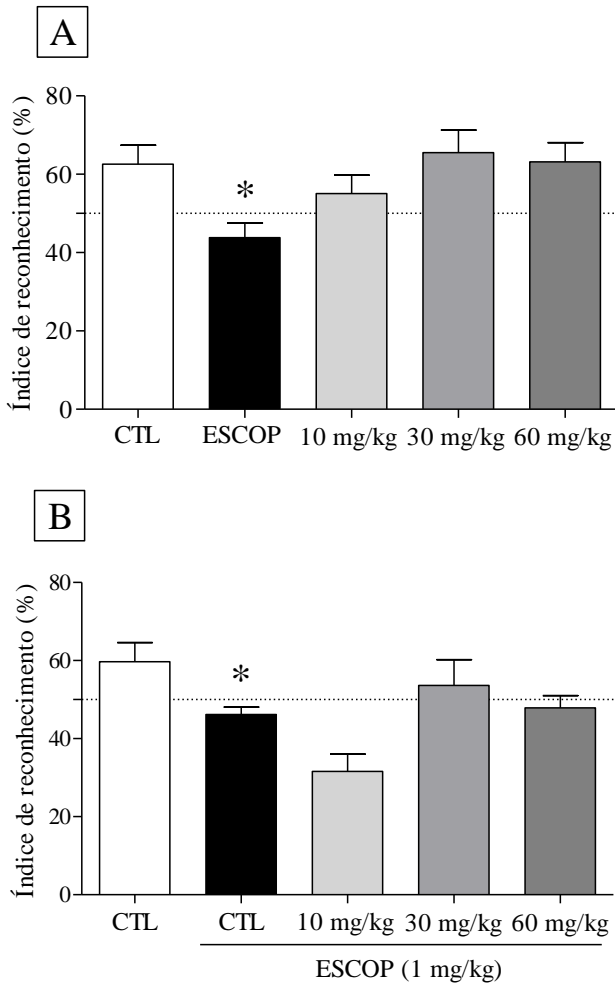 A
Índice de reconhecimento (%)
80
60
40
20
0
*
CTL ESCOP 10 mg/kg 30 mg/kg 60 mg/kg
B
Índice de reconhecimento (%)
80
60
40
20
0
*
CTL CTL 10 mg/kg 30 mg/kg 60 mg/kg
ESCOP (1 mg/kg)